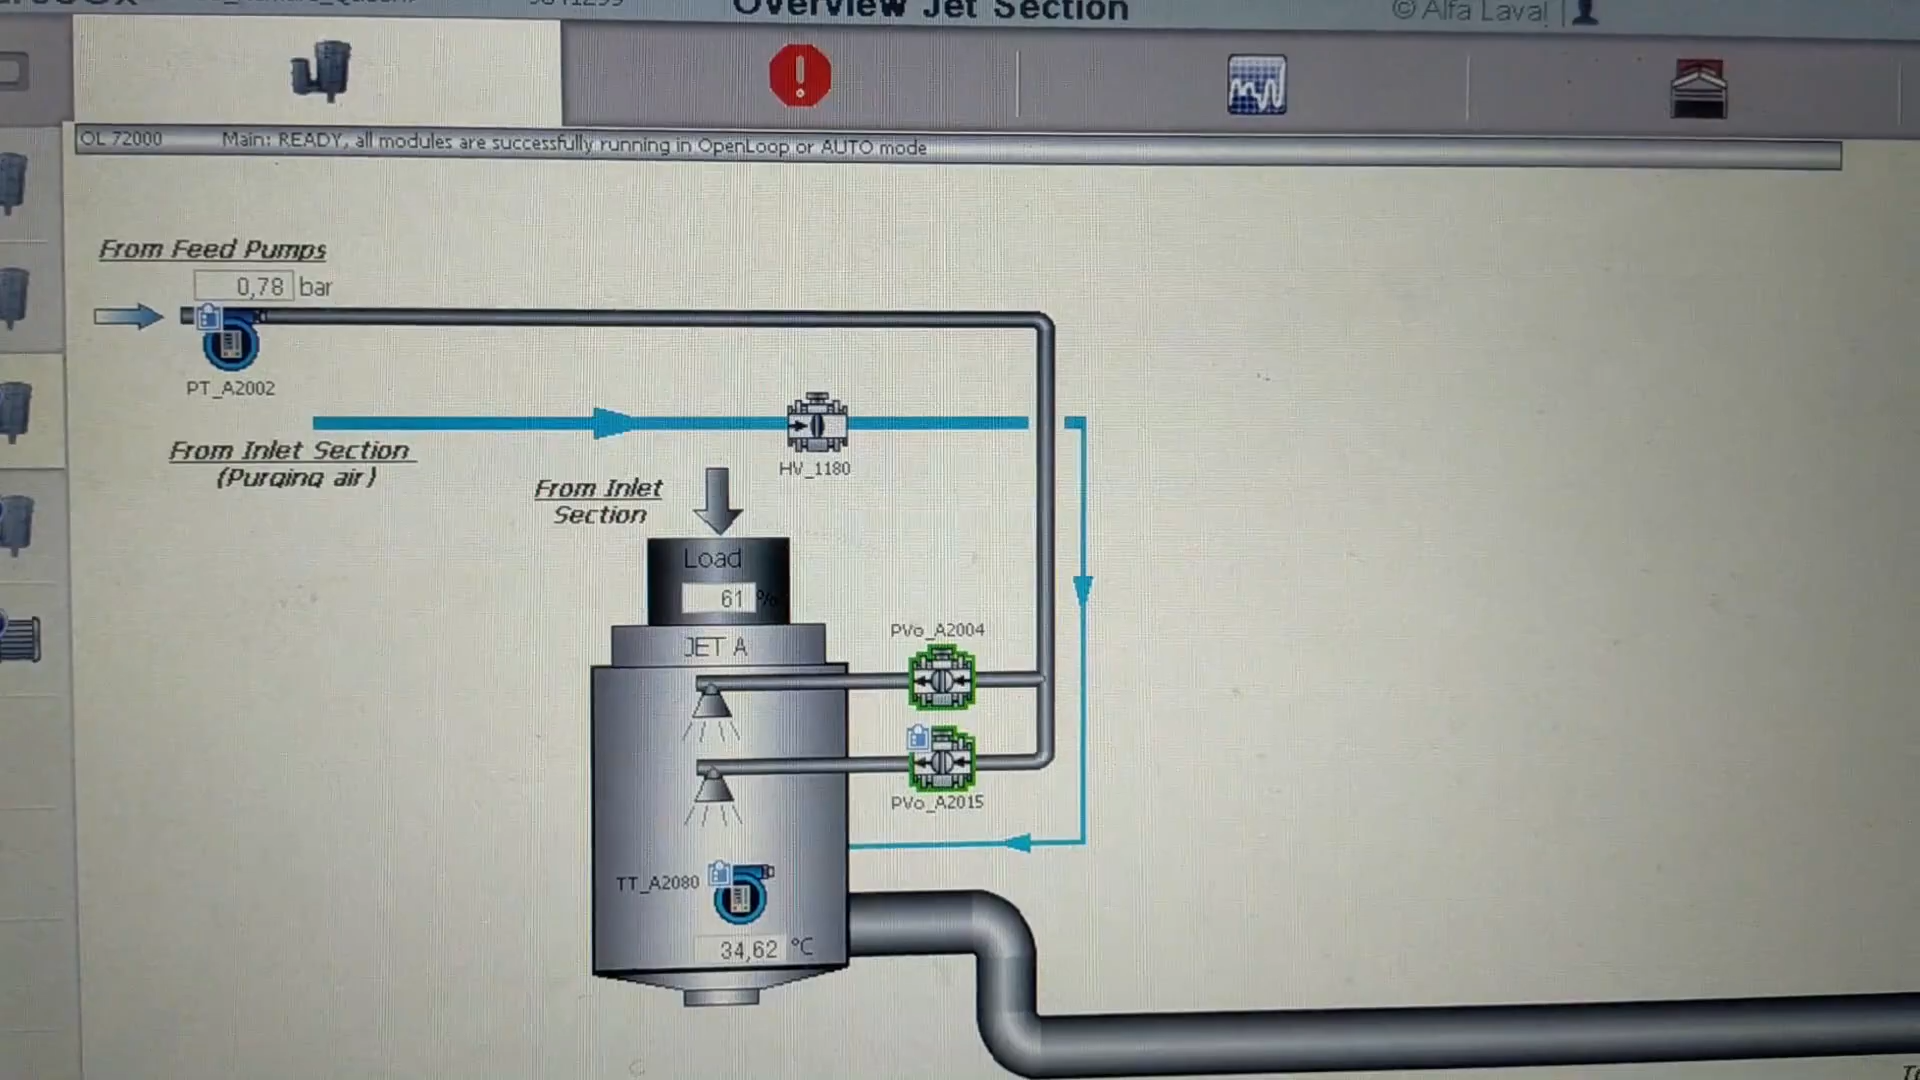 Overview Jet Section
© Alfa Laval
OL 72000 Main: READY, all modules are successfully running in OpenLoop or AUTO mode
From Feed Pumps
0,78 bar
PT_A2002
From Inlet Section
(Purging air)
HV_1180
From Inlet
Section
Load
61 %
JET A
PVo_A2004
PVo_A2015
TT_A2080
34,62 °C